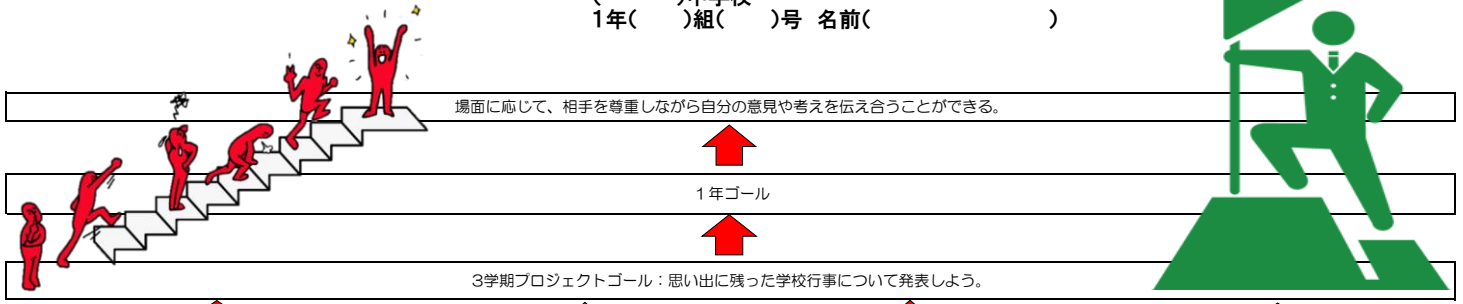 1年(　　)組(　　)号 名前(　　　　　　　　)
場面に応じて、相手を尊重しながら自分の意見や考えを伝え合うことができる。
1年ゴール
3学期プロジェクトゴール：思い出に残った学校行事について発表しよう。